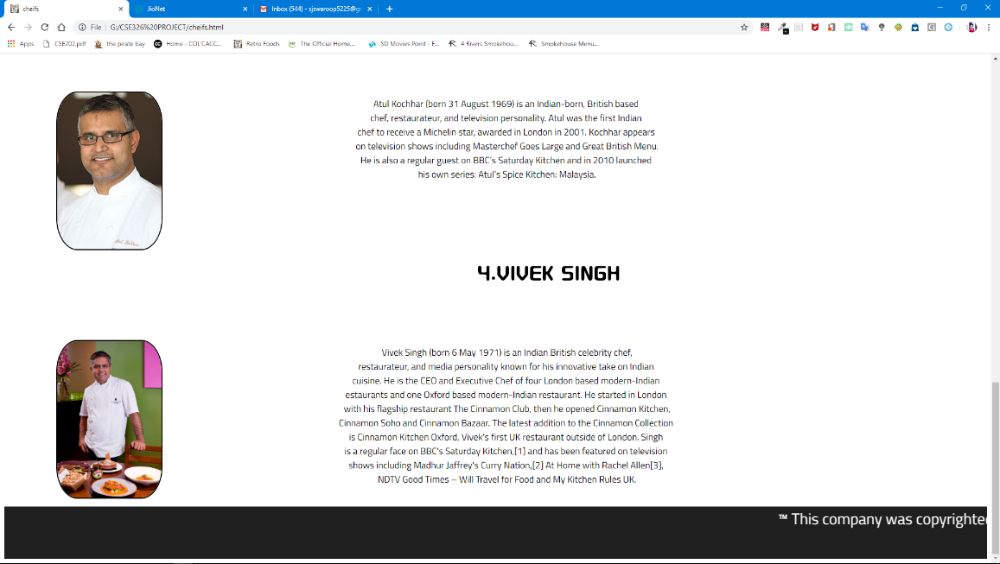 cheifs
JioNet
Inbox (544) - sjswaroop5225@g
File
G:/CSE326%20PROJECT/cheifs.html
Apps
CSE202.pdf
the pirate bay
Home - COL'CACC...
Retro Foods
The Official Home...
SD Movies Point - F...
4 Rivers Smokehou...
Smokehouse Menu...
Atul Kochhar (born 31 August 1969) is an Indian-born, British based
chef, restaurateur, and television personality. Atul was the first Indian
chef to receive a Michelin star, awarded in London in 2001. Kochhar appears
on television shows including Masterchef Goes Large and Great British Menu.
He is also a regular guest on BBC's Saturday Kitchen and in 2010 launched
his own series: Atul's Spice Kitchen: Malaysia.
4.VIVEK SINGH
Vivek Singh (born 6 May 1971) is an Indian British celebrity chef,
restaurateur, and media personality known for his innovative take on Indian
cuisine. He is the CEO and Executive Chef of four London based modern-Indian
estaurants and one Oxford based modern-Indian restaurant. He started in London
with his flagship restaurant The Cinnamon Club, then he opened Cinnamon Kitchen,
Cinnamon Soho and Cinnamon Bazaar. The latest addition to the Cinnamon Collection
is Cinnamon Kitchen Oxford, Vivek's first UK restaurant outside of London. Singh
is a regular face on BBC's Saturday Kitchen,[1] and has been featured on television
shows including Madhur Jaffrey's Curry Nation,[2] At Home with Rachel Allen[3],
NDTV Good Times – Will Travel for Food and My Kitchen Rules UK.
™ This company was copyrighted